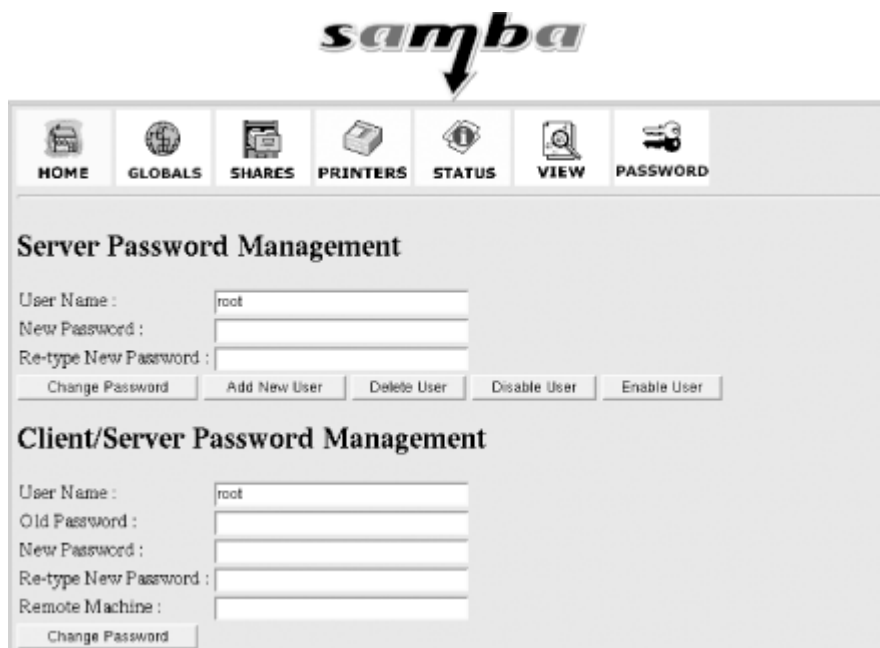 samba
HOME GLOBALS SHARES PRINTERS STATUS VIEW PASSWORD
Server Password Management
User Name : root
New Password :
Re-type New Password :
Change Password Add New User Delete User Disable User Enable User
Client/Server Password Management
User Name : root
Old Password :
New Password :
Re-type New Password :
Remote Machine :
Change Password